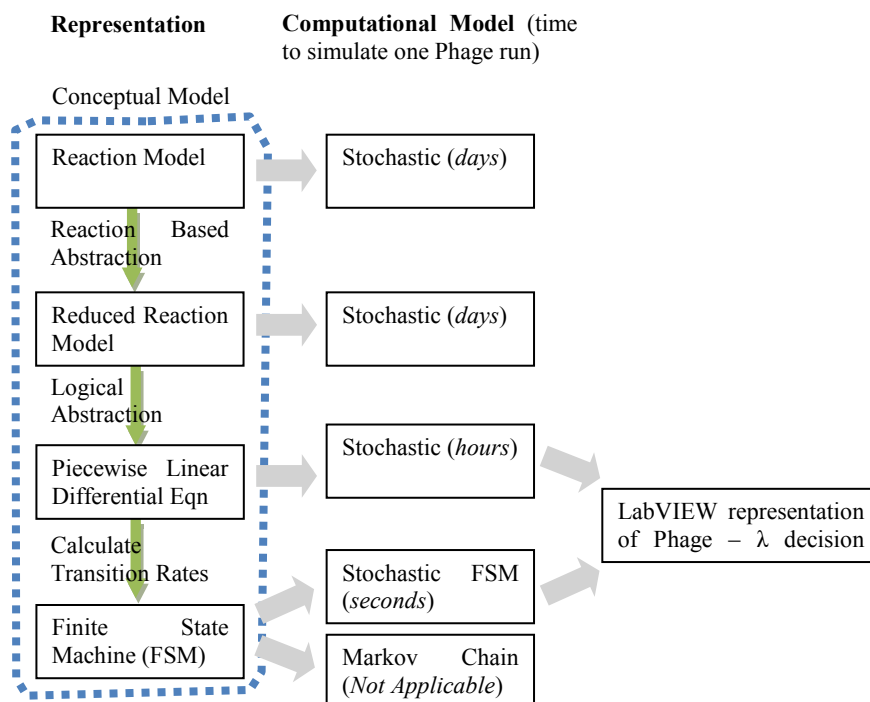 Representation
Computational Model (time
to simulate one Phage run)
Conceptual Model
Reaction Model
Stochastic (days)
Reaction Based
Abstraction
Reduced Reaction
Model
Stochastic (days)
Logical
Abstraction
Piecewise Linear
Differential Eqn
Stochastic (hours)
LabVIEW representation
of Phage – λ decision
Calculate
Transition Rates
Stochastic FSM
(seconds)
Finite State
Machine (FSM)
Markov Chain
(Not Applicable)